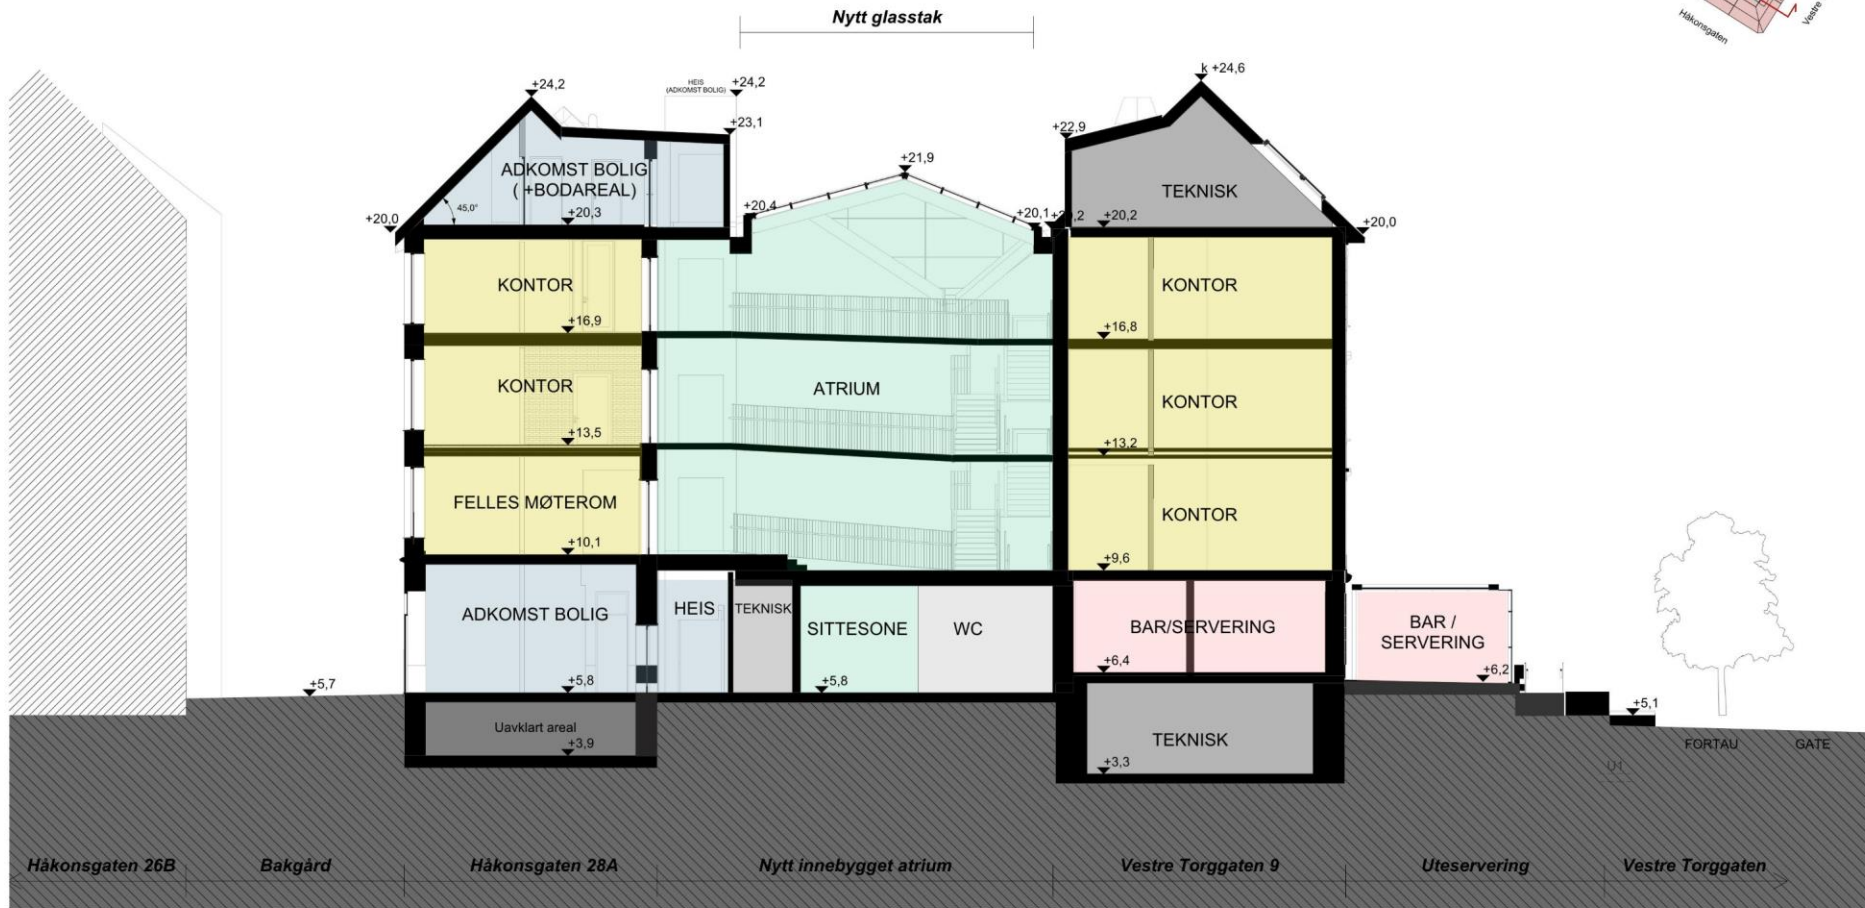 Nytt glasstak
Håkonsgaten
Vestre
+24,2
HEIS
(ADKOMST BOLIG)
+24,2
k +24,6
+23,1
+22,9
+21,9
ADKOMST BOLIG
( +BODAREAL)
TEKNISK
45,0°
+20,0
+20,3
+20,4
+20,1
+20,2
+20,2
+20,0
KONTOR
KONTOR
+16,9
+16,8
KONTOR
ATRIUM
KONTOR
+13,5
+13,2
FELLES MØTEROM
KONTOR
+10,1
+9,6
ADKOMST BOLIG
HEIS
TEKNISK
SITTESONE
WC
BAR/SERVERING
BAR /
SERVERING
+5,7
+5,8
+5,8
+6,4
+6,2
+5,1
Uavklart areal
+3,9
TEKNISK
+3,3
FORTAU
GATE
U1
Håkonsgaten 26B
Bakgård
Håkonsgaten 28A
Nytt innebygget atrium
Vestre Torggaten 9
Uteservering
Vestre Torggaten